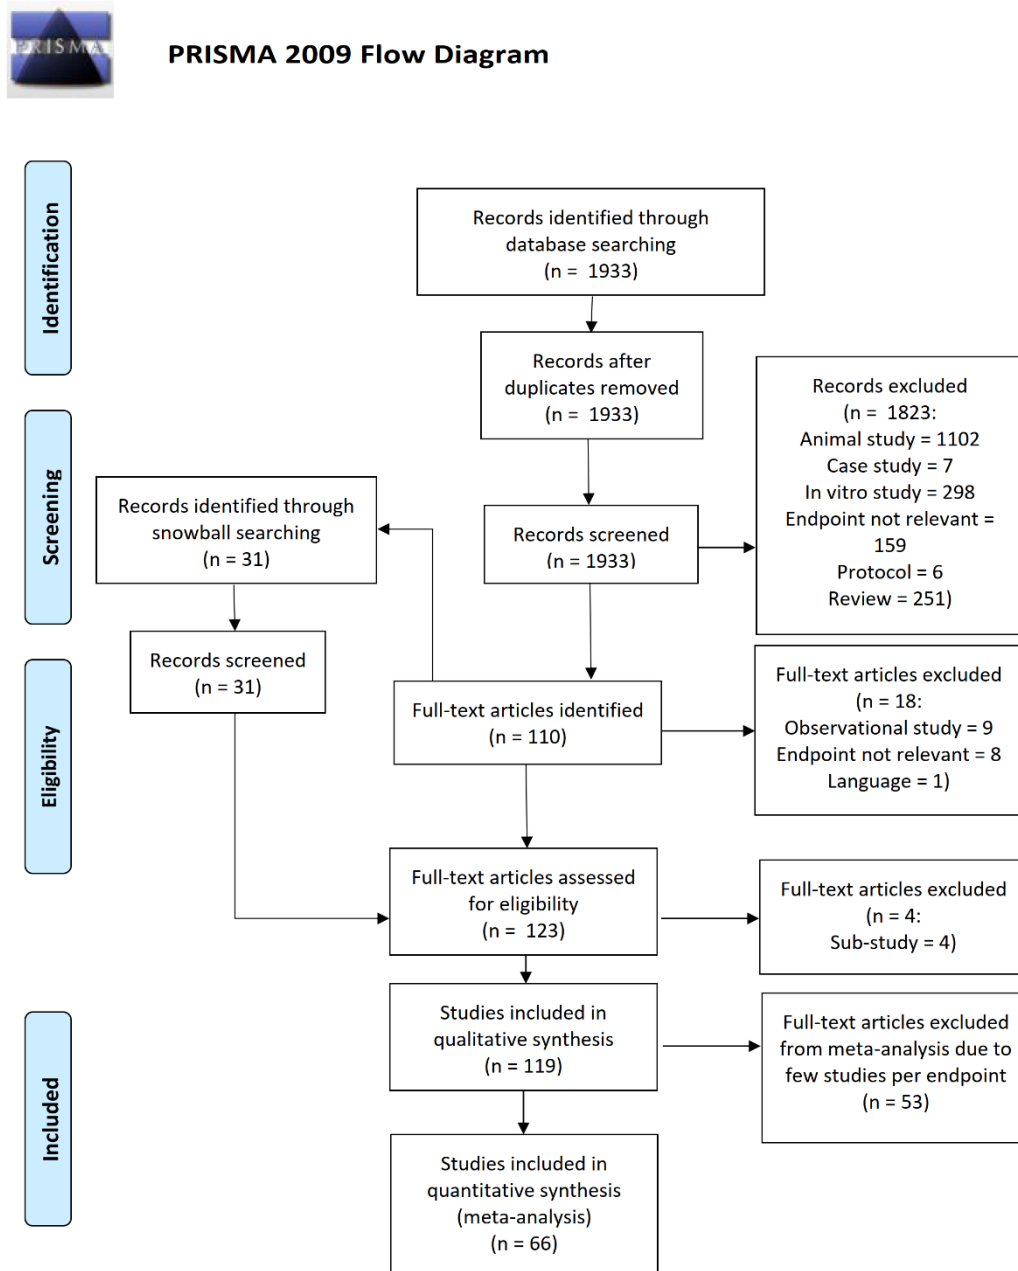 PRISMA
PRISMA 2009 Flow Diagram
Identification
Records identified through
database searching
(n =  1933)
Records after
duplicates removed
(n =  1933)
Screening
Records identified through
snowball searching
(n = 31)
Records screened
(n = 1933)
Records excluded
(n =  1823:
Animal study = 1102
Case study = 7
In vitro study = 298
Endpoint not relevant =
159
Protocol = 6
Review = 251)
Records screened
(n = 31)
Eligibility
Full-text articles identified
(n = 110)
Full-text articles excluded
(n = 18:
Observational study = 9
Endpoint not relevant = 8
Language = 1)
Full-text articles assessed
for eligibility
(n =  123)
Full-text articles excluded
(n = 4:
Sub-study = 4)
Included
Studies included in
qualitative synthesis
(n = 119)
Full-text articles excluded
from meta-analysis due to
few studies per endpoint
(n = 53)
Studies included in
quantitative synthesis
(meta-analysis)
(n = 66)